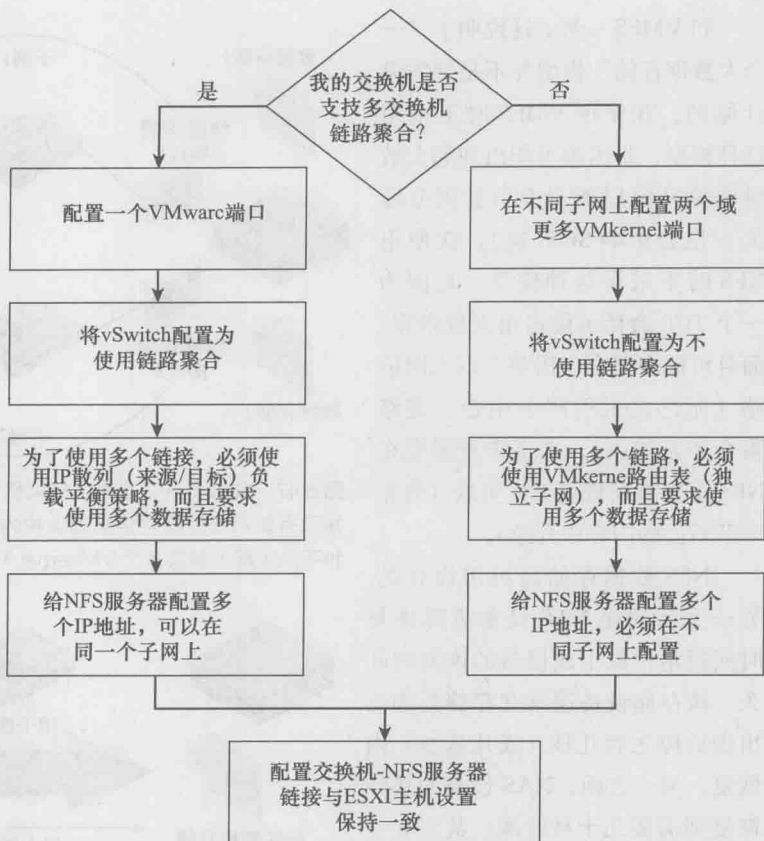 我的交换机是否
支技多交换机
链路聚合？
是
否
配置一个VMwarc端口
在不同子网上配置两个域
更多VMkernel端口
将vSwitch配置为
使用链路聚合
将vSwitch配置为不
使用链路聚合
为了使用多个链接，必须使
用IP散列（来源/目标）负
载平衡策略，而且要求
使用多个数据存储
为了使用多个链路，必须
使用VMkerne路由表（独
立子网），而且要求使
用多个数据存储
给NFS服务器配置多
个IP地址，可以在
同一个子网上
给NFS服务器配置多个
IP地址，必须在不
同子网上配置
配置交换机-NFS服务器
链接与ESXI主机设置
保持一致